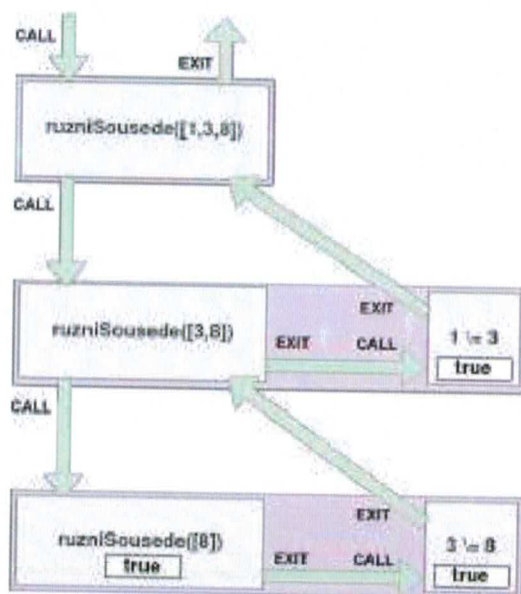 CALL
EXIT
ruzniSousede([1,3,8])
CALL
EXIT
ruzniSousede([3,8])
EXIT CALL
1 \= 3
true
CALL
EXIT
ruzniSousede([8])
true
EXIT CALL
3 \= 8
true